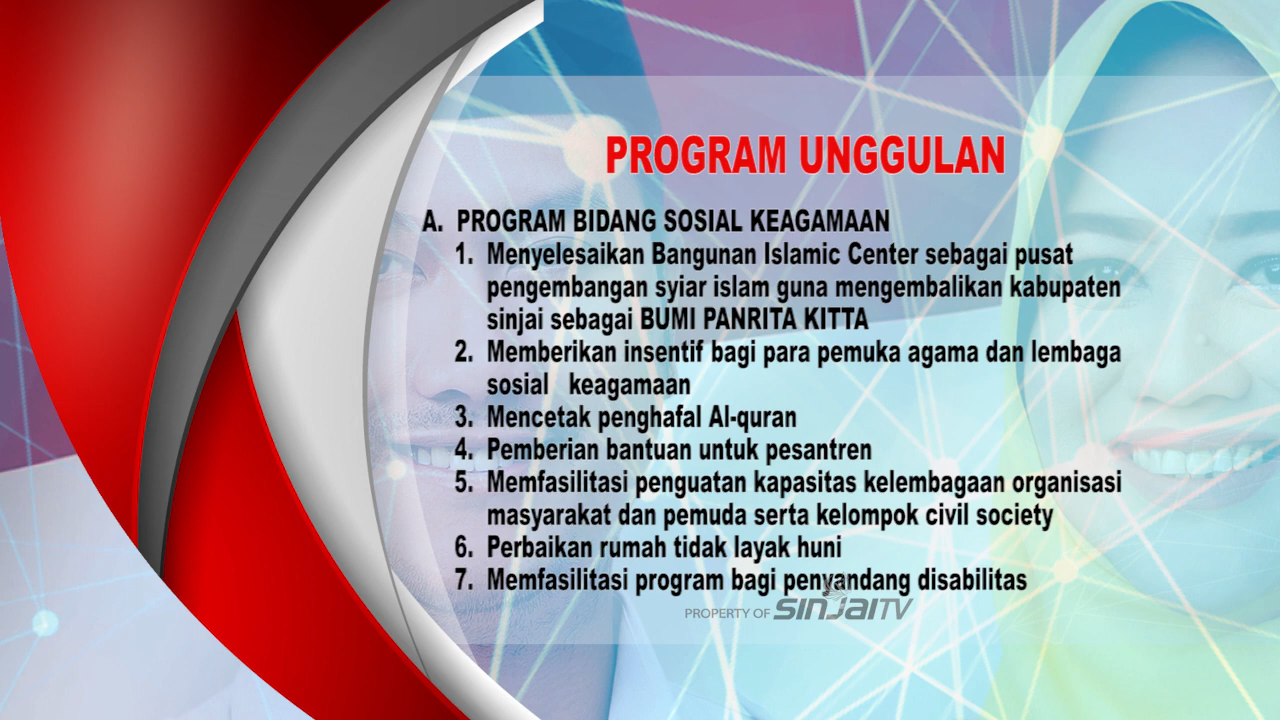 PROGRAM UNGGULAN
A. PROGRAM BIDANG SOSIAL KEAGAMAAN
1. Menyelesaikan Bangunan Islamic Center sebagai pusat
pengembangan syiar islam guna mengembalikan kabupaten
sinjai sebagai BUMI PANRITA KITTA
2. Memberikan insentif bagi para pemuka agama dan lembaga
sosial keagamaan
3. Mencetak penghafal Al-quran
4. Pemberian bantuan untuk pesantren
5. Memfasilitasi penguatan kapasitas kelembagaan organisasi
masyarakat dan pemuda serta kelompok civil society
6. Perbaikan rumah tidak layak huni
7. Memfasilitasi program bagi penyandang disabilitas
PROPERTY OF SINJAI TV